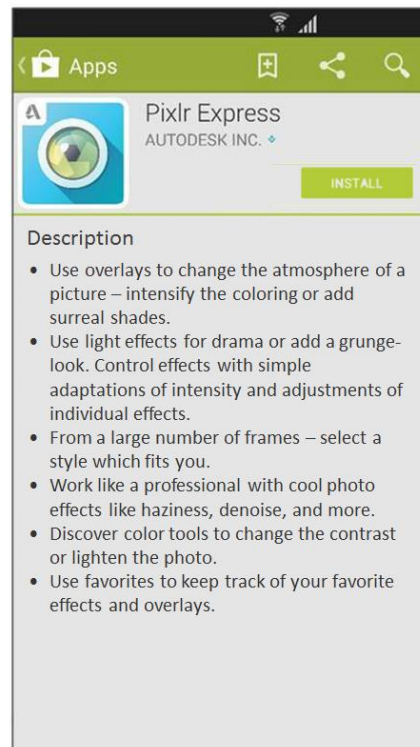 Apps
Pixlr Express
AUTODESK INC.
INSTALL
Description
• Use overlays to change the atmosphere of a
picture – intensify the coloring or add
surreal shades.
• Use light effects for drama or add a grunge-
look. Control effects with simple
adaptations of intensity and adjustments of
individual effects.
• From a large number of frames – select a
style which fits you.
• Work like a professional with cool photo
effects like haziness, denoise, and more.
• Discover color tools to change the contrast
or lighten the photo.
• Use favorites to keep track of your favorite
effects and overlays.